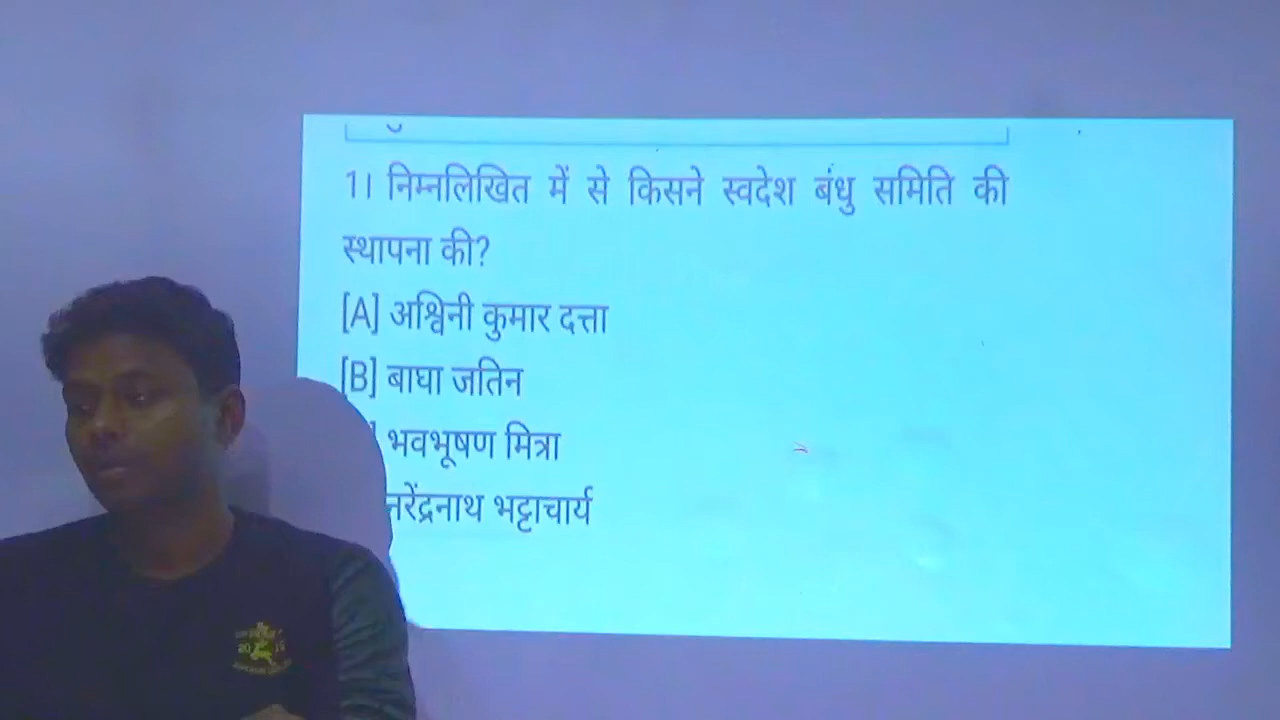 1। निम्नलिखित में से किसने स्वदेश बंधु समिति की
स्थापना की?
[A] अश्विनी कुमार दत्ता
[B] बाघा जतिन
] भवभूषण मित्रा
नरेंद्रनाथ भट्टाचार्य